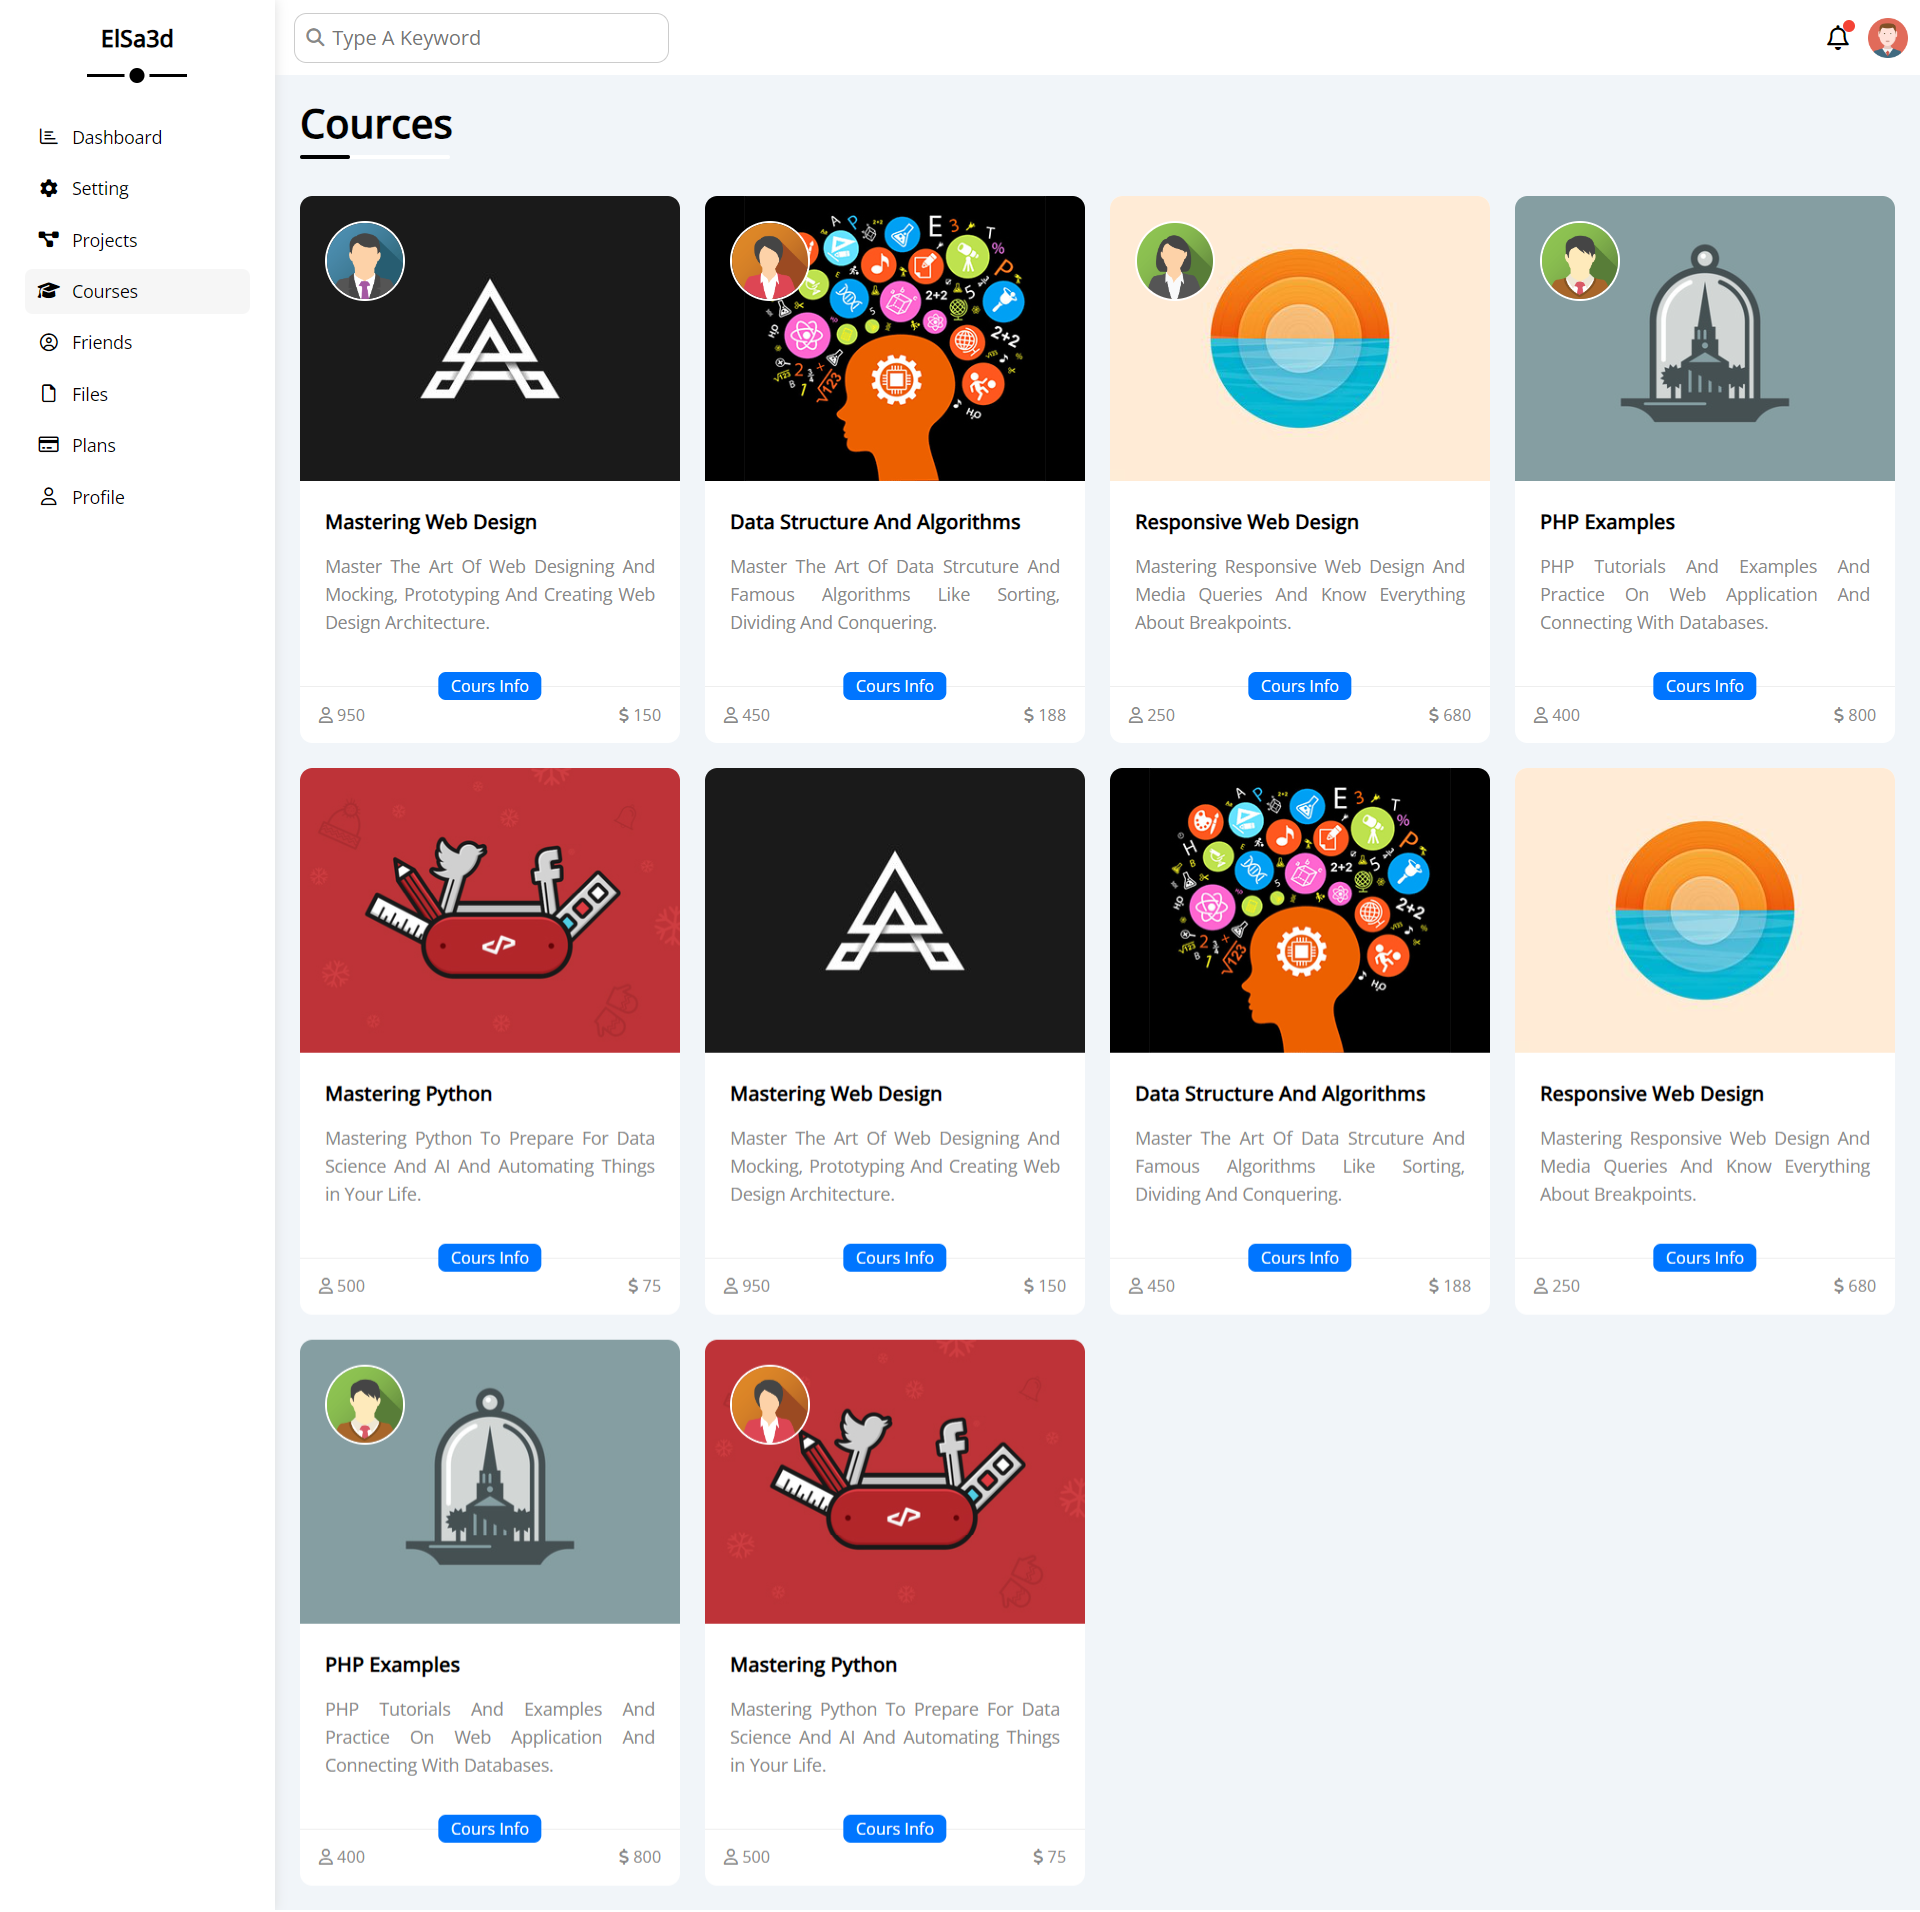 ElSa3d
Type A Keyword
Dashboard
Setting
Projects
Courses
Friends
Files
Plans
Profile
Cources
Mastering Web Design
Master The Art Of Web Designing And
Mocking, Prototyping And Creating Web
Design Architecture.
Cours Info
950
$ 150
Data Structure And Algorithms
Master The Art Of Data Strcuture And
Famous Algorithms Like Sorting,
Dividing And Conquering.
Cours Info
450
$ 188
Responsive Web Design
Mastering Responsive Web Design And
Media Queries And Know Everything
About Breakpoints.
Cours Info
250
$ 680
PHP Examples
PHP Tutorials And Examples And
Practice On Web Application And
Connecting With Databases.
Cours Info
400
$ 800
Mastering Python
Mastering Python To Prepare For Data
Science And AI And Automating Things
in Your Life.
Cours Info
500
$ 75
Mastering Web Design
Master The Art Of Web Designing And
Mocking, Prototyping And Creating Web
Design Architecture.
Cours Info
950
$ 150
Data Structure And Algorithms
Master The Art Of Data Strcuture And
Famous Algorithms Like Sorting,
Dividing And Conquering.
Cours Info
450
$ 188
Responsive Web Design
Mastering Responsive Web Design And
Media Queries And Know Everything
About Breakpoints.
Cours Info
250
$ 680
PHP Examples
PHP Tutorials And Examples And
Practice On Web Application And
Connecting With Databases.
Cours Info
400
$ 800
Mastering Python
Mastering Python To Prepare For Data
Science And AI And Automating Things
in Your Life.
Cours Info
500
$ 75